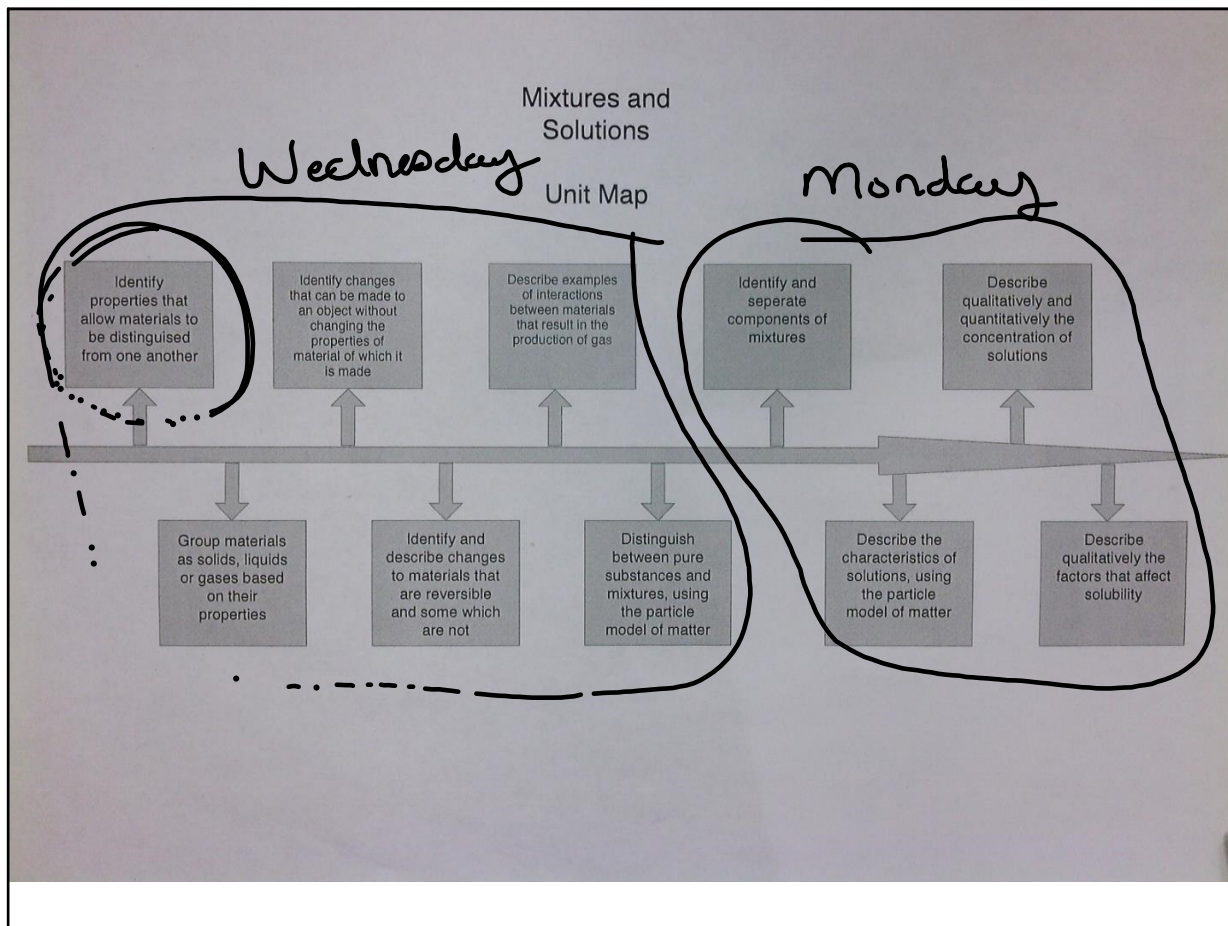 Mixtures and
Solutions
Wednesday
Unit Map
Monday
Identify
properties that
allow materials to
be distinguised
from one another
Identify changes
that can be made to
an object without
changing the
properties of
material of which it
is made
Describe examples
of interactions
between materials
that result in the
production of gas
Identify and
seperate
components of
mixtures
Describe
qualitatively and
quantitatively the
concentration of
solutions
Group materials
as solids, liquids
or gases based
on their
properties
Identify and
describe changes
to materials that
are reversible
and some which
are not
Distinguish
between pure
substances and
mixtures, using
the particle
model of matter
Describe the
characteristics of
solutions, using
the particle
model of matter
Describe
qualitatively the
factors that affect
solubility